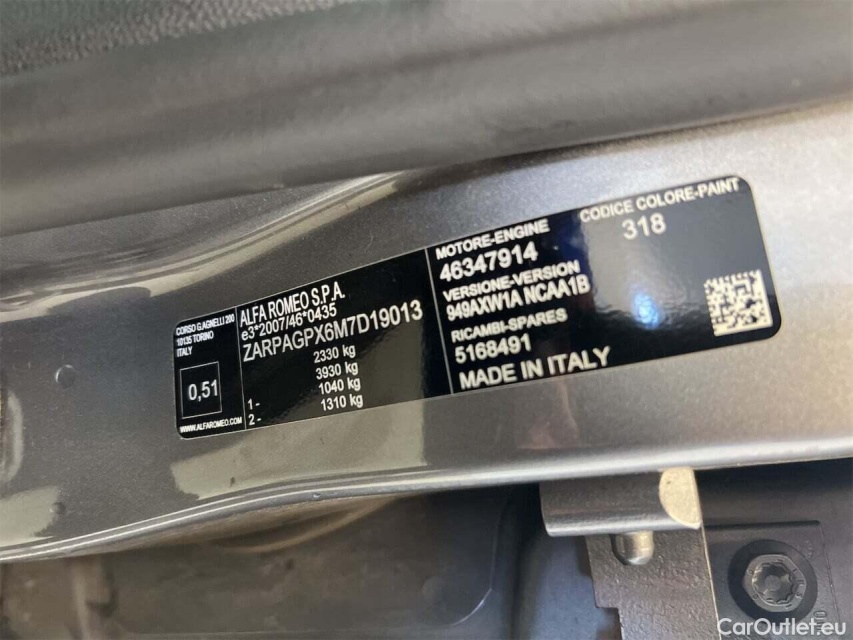 CORSO G.AGNELLI 200
10135 TORINO
ITALY
0,51
WWW.ALFAROMEO.COM
ALFA ROMEO S.P.A.
e3*2007/46*0435
ZARPAGPX6M7D19013
2330 kg
3930 kg
1- 1040 kg
2- 1310 kg
MOTORE-ENGINE
46347914
VERSIONE-VERSION
949AXW1A NCAA1B
RICAMBI-SPARES
5168491
MADE IN ITALY
CODICE COLORE-PAINT
318
CarOutlet.eu